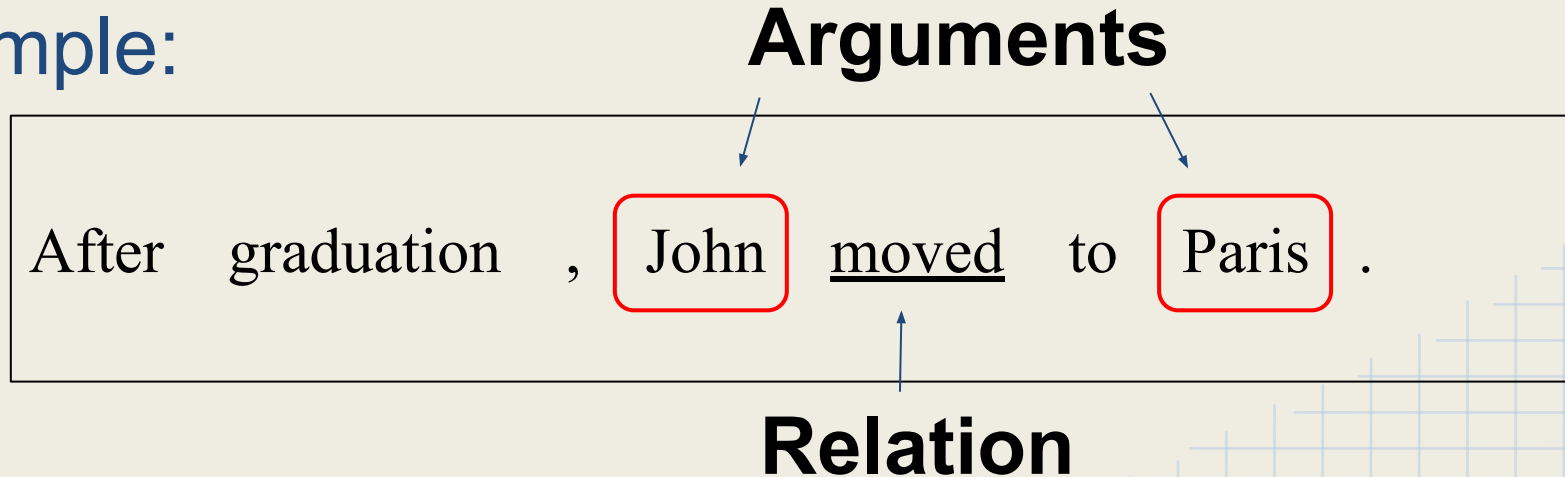 mple:
Arguments
After graduation , John moved to Paris .
Relation